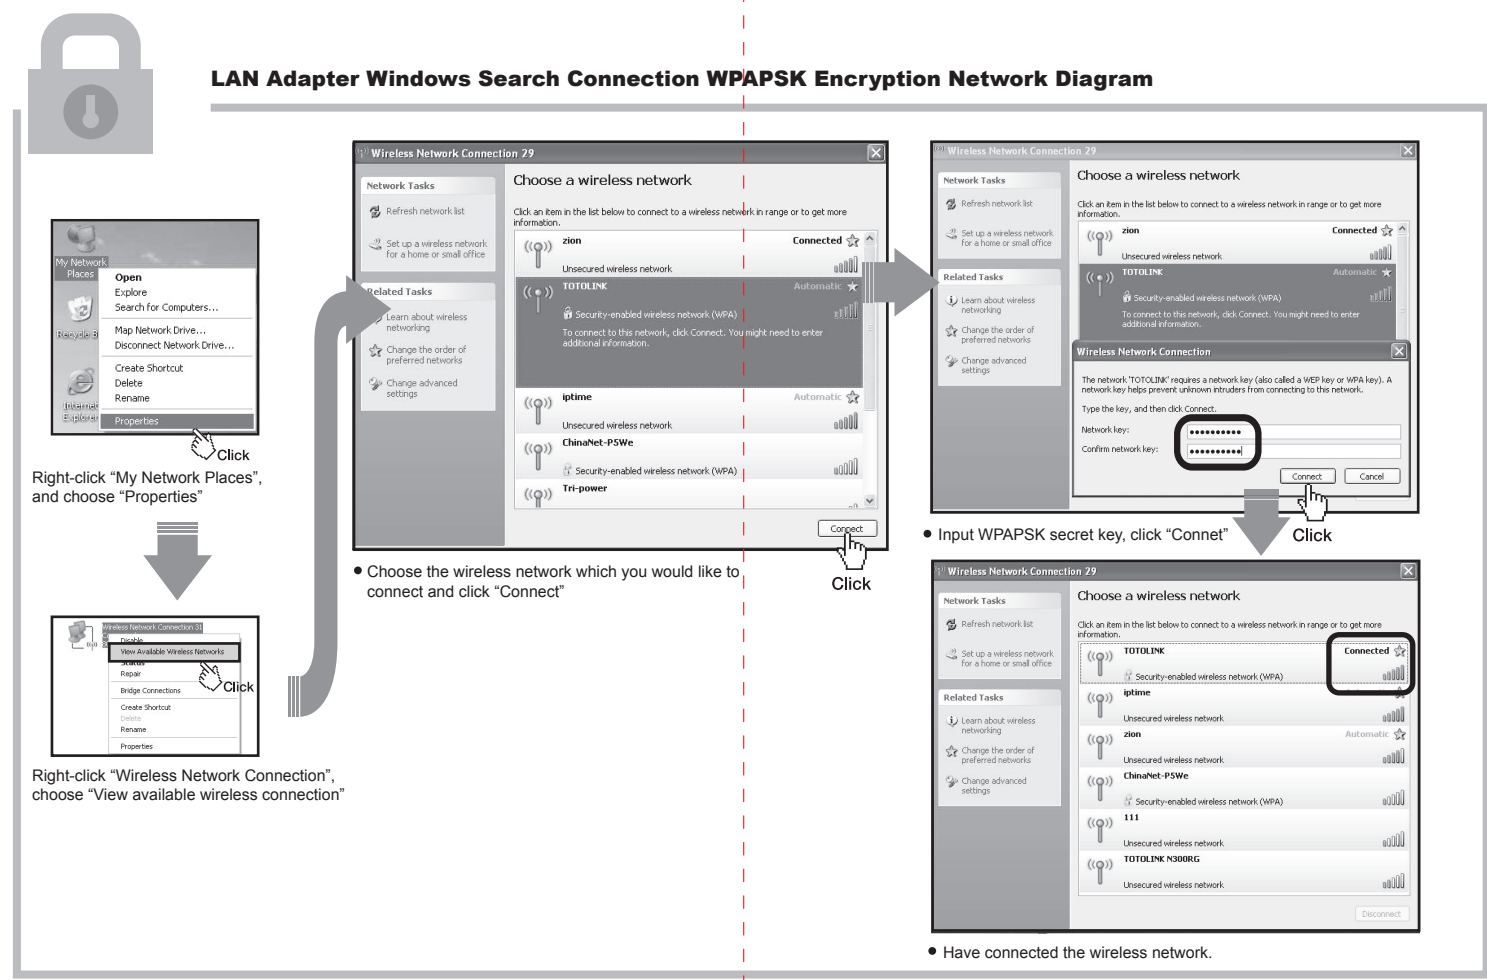 LAN Adapter Windows Search Connection WPAPSK Encryption Network Diagram
My Network
Places
Open
Explore
Search for Computers...
Map Network Drive...
Disconnect Network Drive...
Create Shortcut
Delete
Rename
Properties
Recycle B
Internet
Explorer
Click
Right-click “My Network Places”,
and choose “Properties”
Wireless Network Connection 31
Disable
View Available Wireless Networks
Status
Repair
Bridge Connections
Create Shortcut
Delete
Rename
Properties
Click
Right-click “Wireless Network Connection”,
choose “View available wireless connection”
Wireless Network Connection 29
Network Tasks
Refresh network list
Set up a wireless network
for a home or small office
Related Tasks
Learn about wireless
networking
Change the order of
preferred networks
Change advanced
settings
Choose a wireless network
Click an item in the list below to connect to a wireless network in range or to get more
information.
zion Connected
Unsecured wireless network
TOTOLINK Automatic
Security-enabled wireless network (WPA)
To connect to this network, click Connect. You might need to enter
additional information.
iptime Automatic
Unsecured wireless network
ChinaNet-P5We
Security-enabled wireless network (WPA)
Tri-power
Connect
Click
• Choose the wireless network which you would like to
connect and click “Connect”
Wireless Network Connection 29
Network Tasks
Refresh network list
Set up a wireless network
for a home or small office
Related Tasks
Learn about wireless
networking
Change the order of
preferred networks
Change advanced
settings
Choose a wireless network
Click an item in the list below to connect to a wireless network in range or to get more
information.
zion Connected
Unsecured wireless network
TOTOLINK Automatic
Security-enabled wireless network (WPA)
To connect to this network, click Connect. You might need to enter
additional information.
Wireless Network Connection
The network 'TOTOLINK' requires a network key (also called a WEP key or WPA key). A
network key helps prevent unknown intruders from connecting to this network.
Type the key, and then click Connect.
Network key: ••••••••••
Confirm network key: ••••••••••
Connect Cancel
• Input WPAPSK secret key, click “Connet”
Click
Wireless Network Connection 29
Network Tasks
Refresh network list
Set up a wireless network
for a home or small office
Related Tasks
Learn about wireless
networking
Change the order of
preferred networks
Change advanced
settings
Choose a wireless network
Click an item in the list below to connect to a wireless network in range or to get more
information.
TOTOLINK Connected
Security-enabled wireless network (WPA)
iptime
Unsecured wireless network
zion Automatic
Unsecured wireless network
ChinaNet-P5We
Security-enabled wireless network (WPA)
111
Unsecured wireless network
TOTOLINK N300RG
Unsecured wireless network
Disconnect
• Have connected the wireless network.